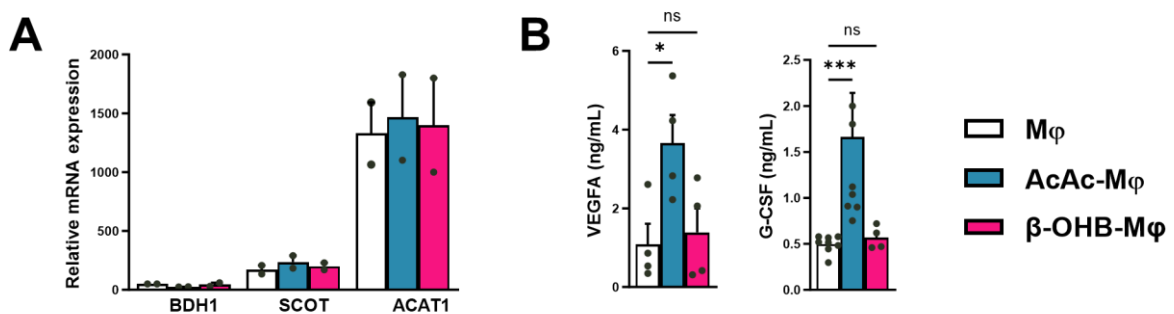 A
Relative mRNA expression
2000
1500
1000
500
0
BDH1 SCOT ACAT1
B
VEGFA (ng/mL)
6
4
2
0
ns
*
G-CSF (ng/mL)
2.5
2.0
1.5
1.0
0.5
0.0
ns
***
Mφ
AcAc-Mφ
β-OHB-Mφ